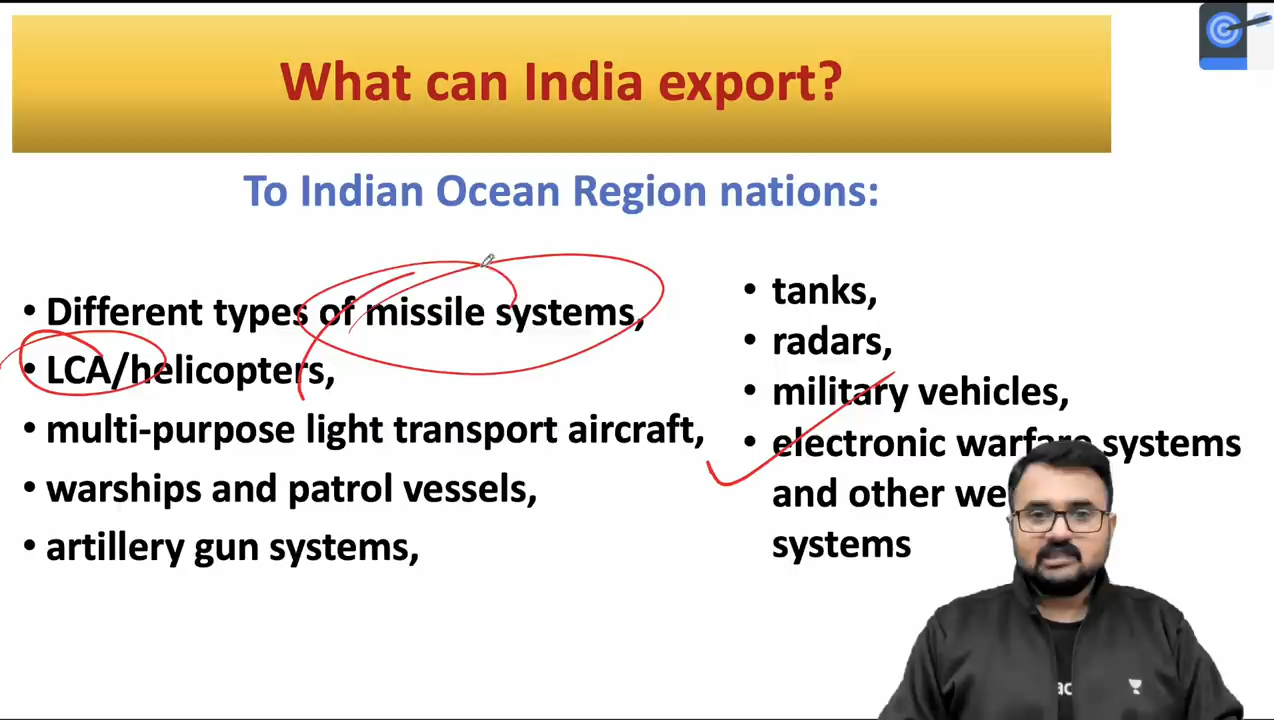 What can India export?
To Indian Ocean Region nations:
• Different types of missile systems,
• LCA/helicopters,
• multi-purpose light transport aircraft,
• warships and patrol vessels,
• artillery gun systems,
• tanks,
• radars,
• military vehicles,
• electronic warfare systems
and other we
systems